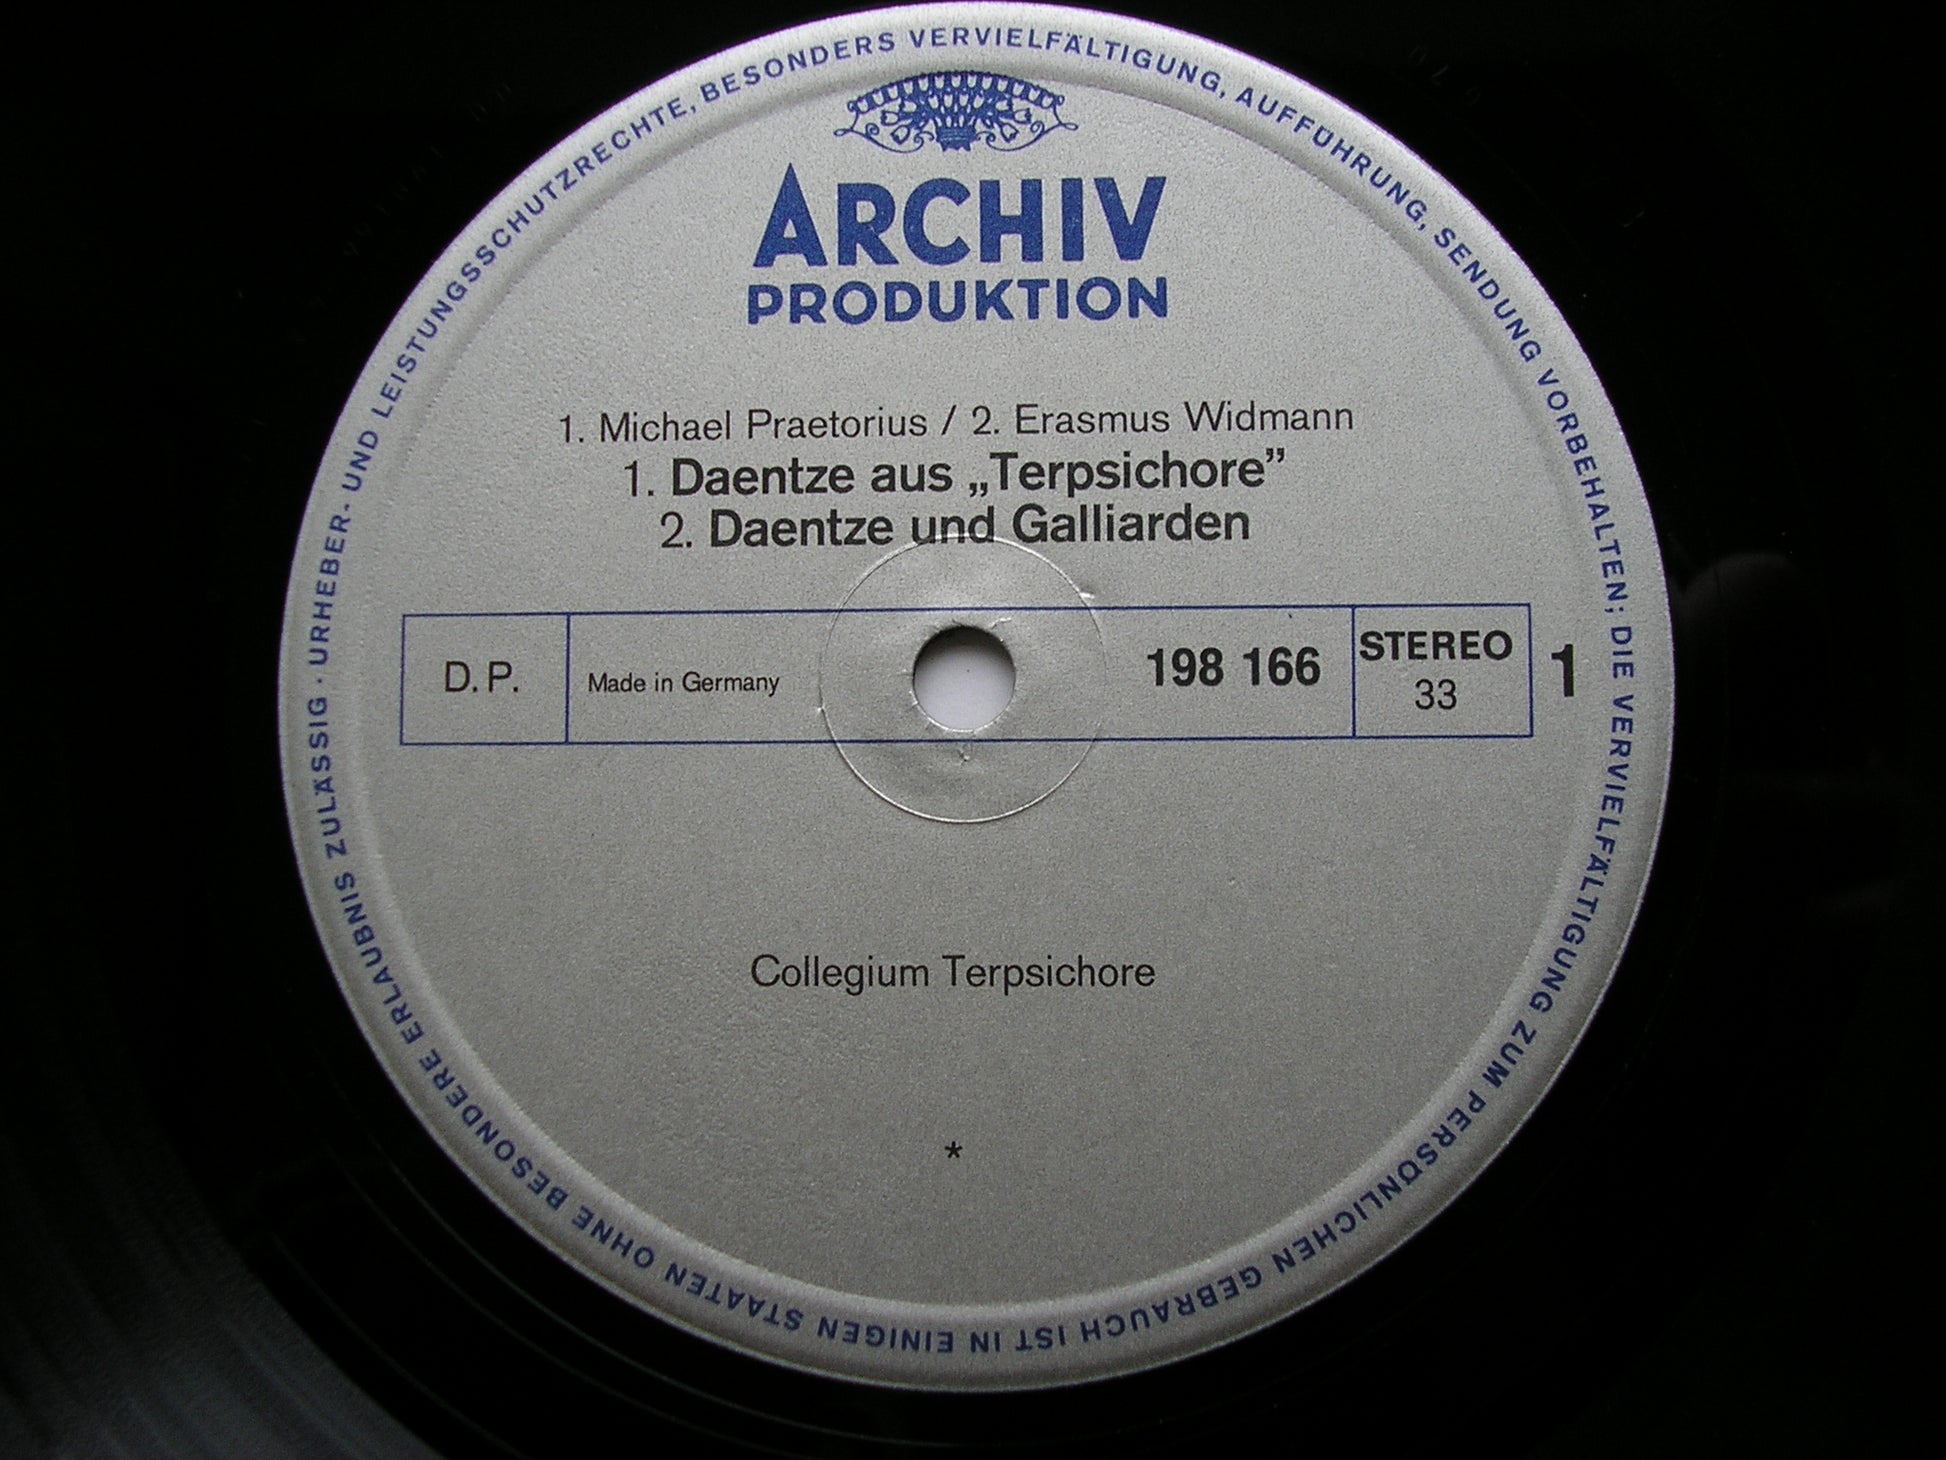 ARCHIV
PRODUKTION
1. Michael Praetorius / 2. Erasmus Widmann
1. Daentze aus „Terpsichore”
2. Daentze und Galliarden
D. P.
Made in Germany
198 166
STEREO
33
1
Collegium Terpsichore
*
URHEBER- UND LEISTUNGSSCHUTZRECHTE, BESONDERS VERVIELFÄLTIGUNG, AUFFÜHRUNG, SENDUNG VORBEHALTEN; DIE VERVIELFÄLTIGUNG ZUM PERSÖNLICHEN GEBRAUCH IST IN EINIGEN STAATEN OHNE BESONDERE ERLAUBNIS ZULÄSSIG ·